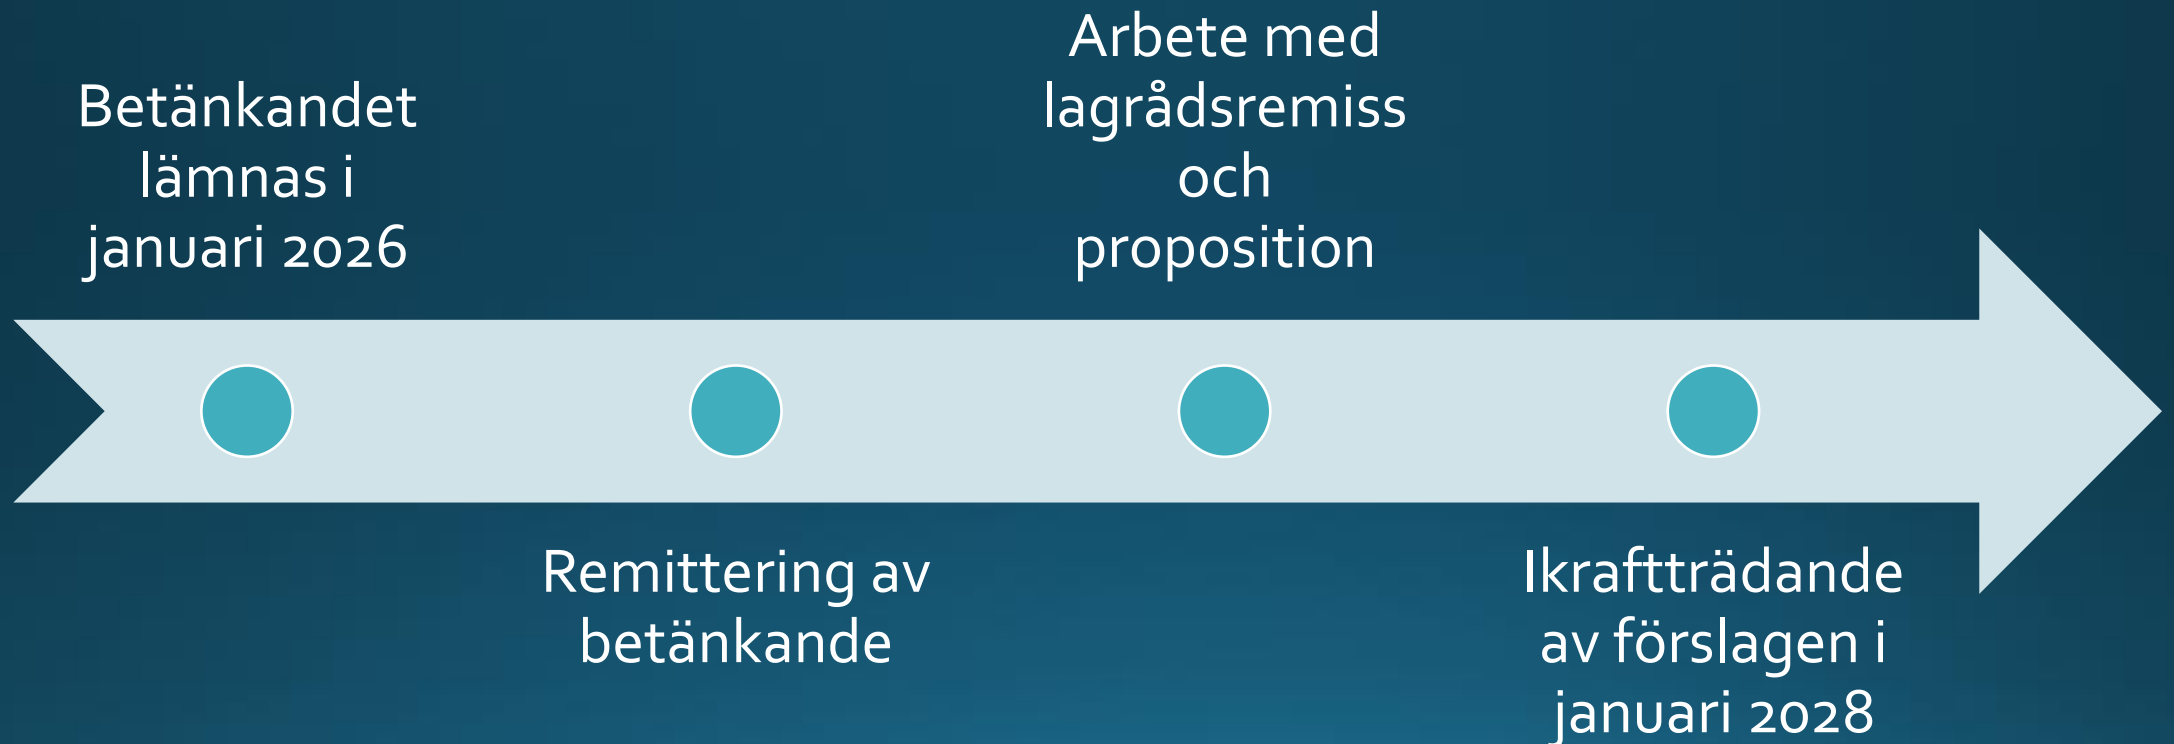 Betänkandet
lämnas i
januari 2026
Remittering av
betänkande
Arbete med
lagrådsremiss
och
proposition
Ikraftträdande
av förslagen i
januari 2028